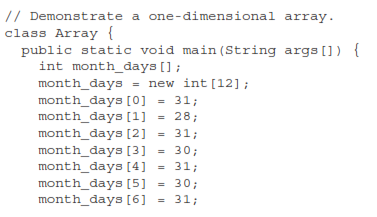 // Demonstrate a one-dimensional array.
class Array {
  public static void main(String args[]) {
    int month_days[];
    month_days = new int[12];
    month_days[0] = 31;
    month_days[1] = 28;
    month_days[2] = 31;
    month_days[3] = 30;
    month_days[4] = 31;
    month_days[5] = 30;
    month_days[6] = 31;